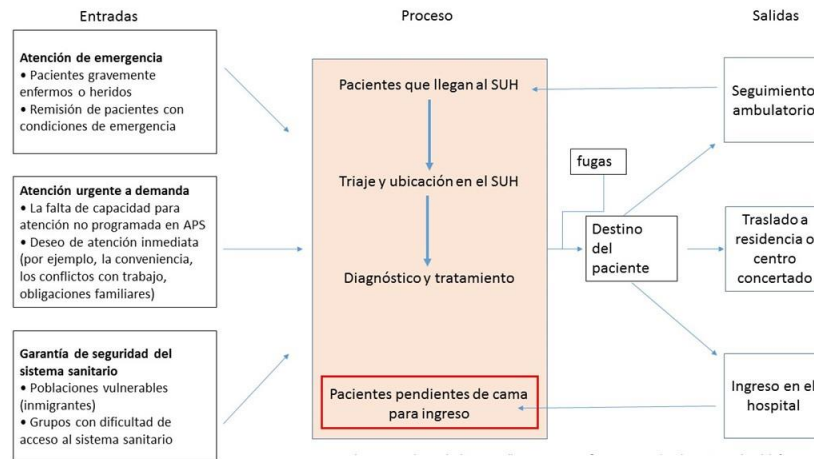 Entradas
Proceso
Salidas
Atención de emergencia
• Pacientes gravemente
enfermos o heridos
• Remisión de pacientes con
condiciones de emergencia
Atención urgente a demanda
• La falta de capacidad para
atención no programada en APS
• Deseo de atención inmediata
(por ejemplo, la conveniencia,
los conflictos con trabajo,
obligaciones familiares)
Garantía de seguridad del
sistema sanitario
• Poblaciones vulnerables
(inmigrantes)
• Grupos con dificultad de
acceso al sistema sanitario
Pacientes que llegan al SUH
Triaje y ubicación en el SUH
Diagnóstico y tratamiento
Pacientes pendientes de cama
para ingreso
fugas
Destino
del
paciente
Seguimiento
ambulatorio
Traslado a
residencia o
centro
concertado
Ingreso en el
hospital